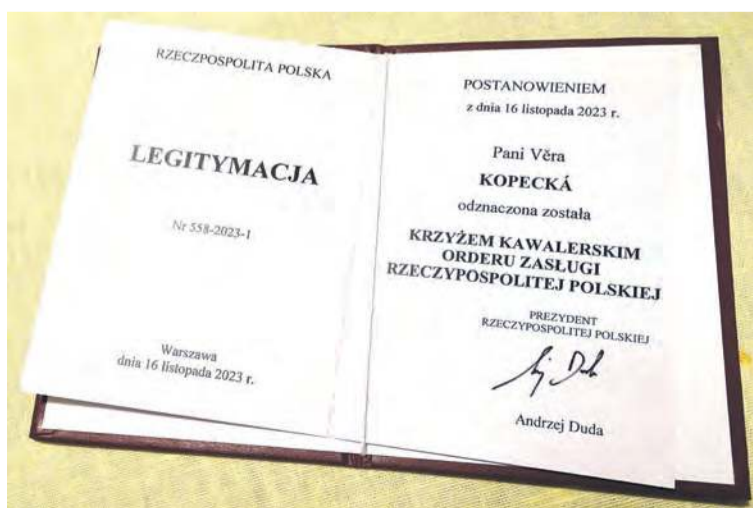 RZECZPOSPOLITA POLSKA
LEGITYMACJA
Nr 558-2023-1
Warszawa
dnia 16 listopada 2023 r.
POSTANOWIENIEM
z dnia 16 listopada 2023 r.
Pani Věra
KOPECKÁ
odznaczona została
KRZYŻEM KAWALERSKIM
ORDERU ZASŁUGI
RZECZYPOSPOLITEJ POLSKIEJ
PREZYDENT
RZECZYPOSPOLITEJ POLSKIEJ
Andrzej Duda